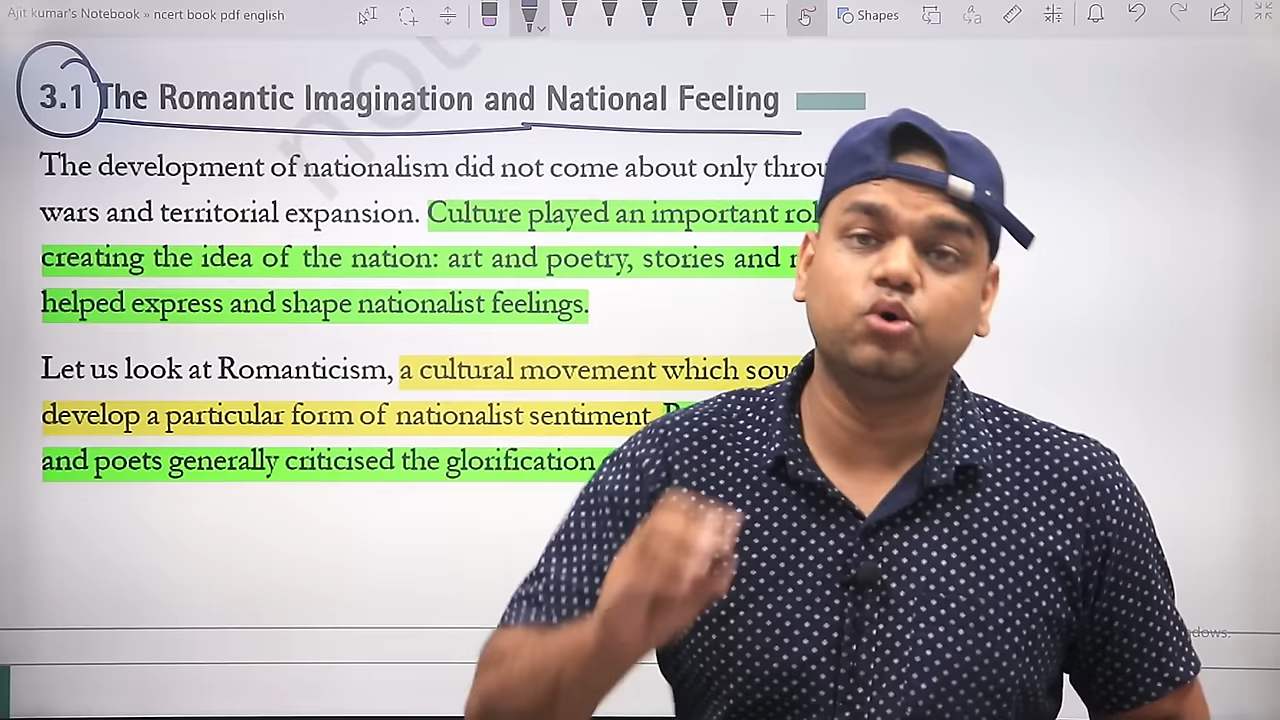 Ajit kumar's Notebook » ncert book pdf english
Shapes
not
3.1 The Romantic Imagination and National Feeling
The development of nationalism did not come about only
wars and territorial expansion. Culture played an important
creating the idea of the nation: art and poetry, stories and
helped express and shape nationalist feelings.
Let us look at Romanticism, a cultural movement which
develop a particular form of nationalist sentiment.
and poets generally criticised the glorification